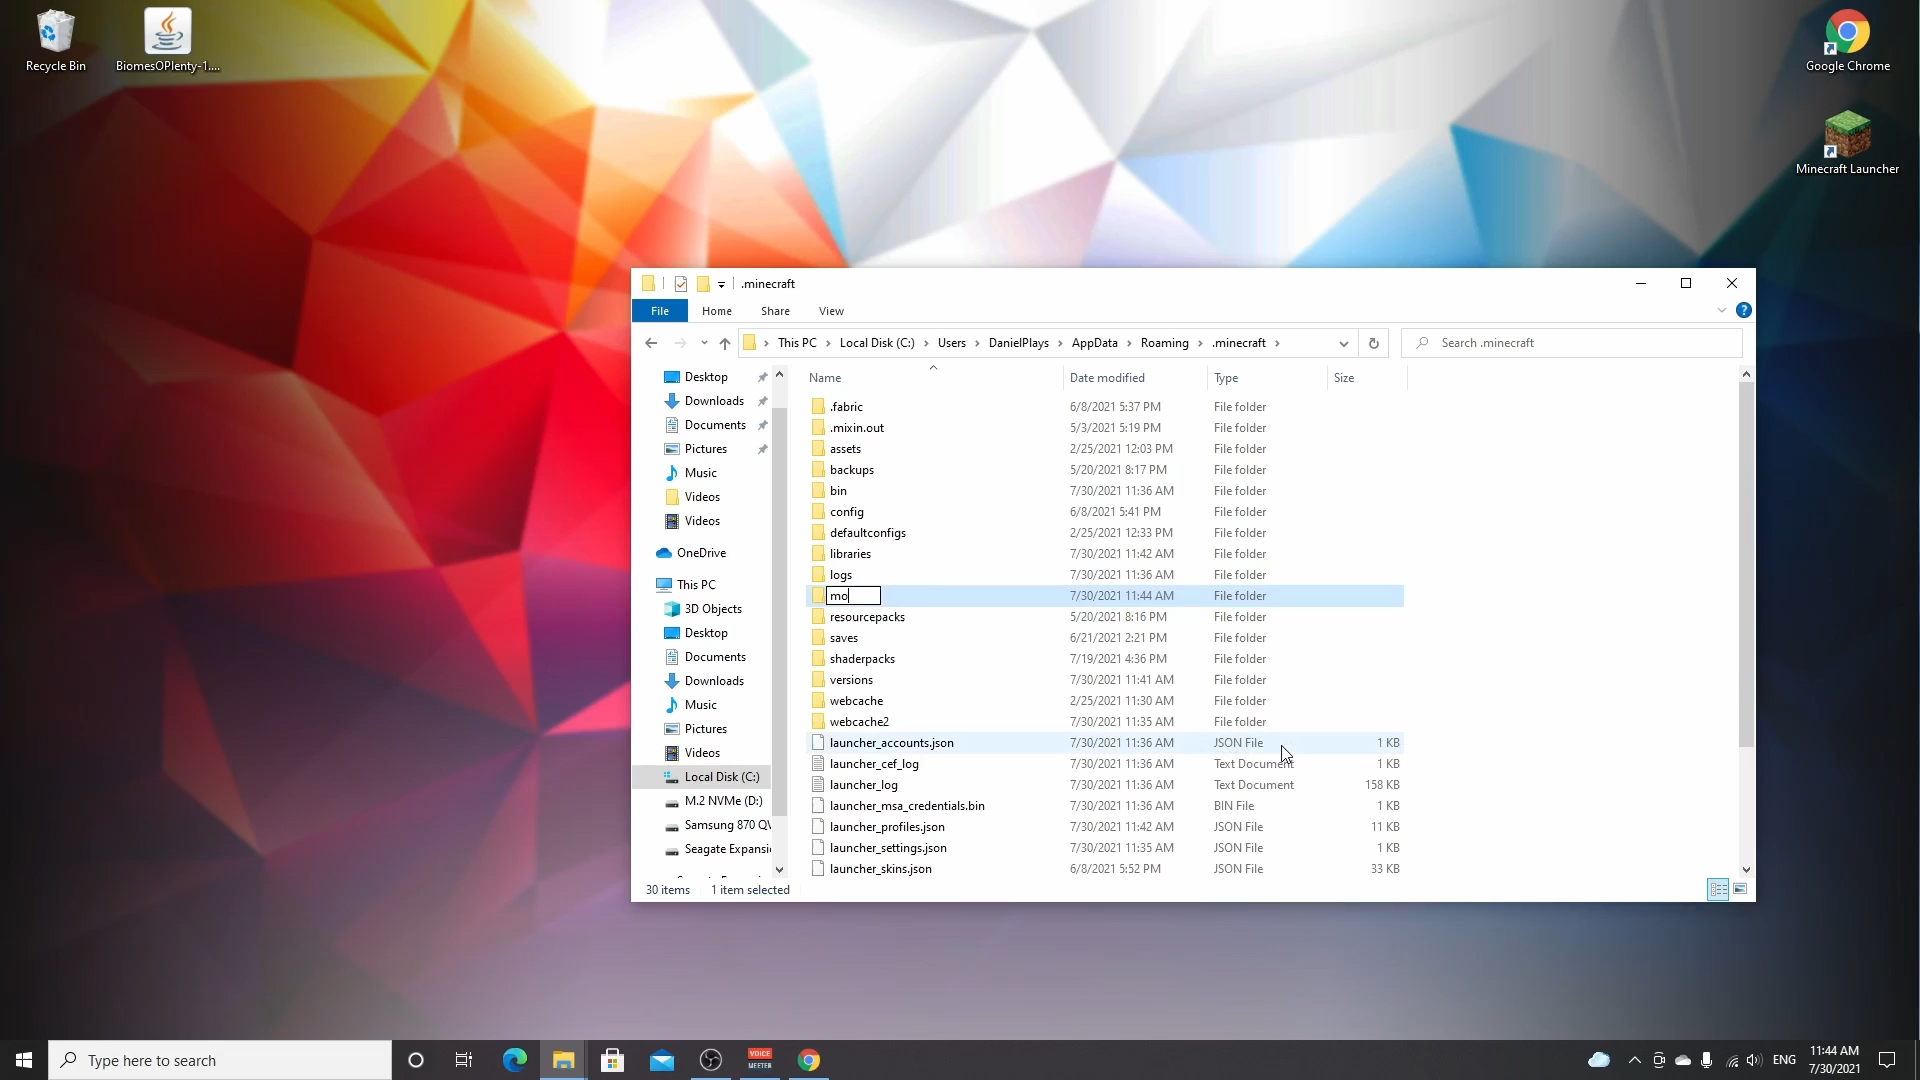 Recycle Bin
BiomesOPlenty-1....
Google Chrome
Minecraft Launcher
.minecraft
File
Home
Share
View
?
This PC
Local Disk (C:)
Users
DanielPlays
AppData
Roaming
.minecraft
Search .minecraft
Desktop
Downloads
Documents
Pictures
Music
Videos
Videos
OneDrive
This PC
3D Objects
Desktop
Documents
Downloads
Music
Pictures
Videos
Local Disk (C:)
M.2 NVMe (D:)
Samsung 870 QV
Seagate Expansi
Name Date modified Type Size
.fabric 6/8/2021 5:37 PM File folder
.mixin.out 5/3/2021 5:19 PM File folder
assets 2/25/2021 12:03 PM File folder
backups 5/20/2021 8:17 PM File folder
bin 7/30/2021 11:36 AM File folder
config 6/8/2021 5:41 PM File folder
defaultconfigs 2/25/2021 12:33 PM File folder
libraries 7/30/2021 11:42 AM File folder
logs 7/30/2021 11:36 AM File folder
mo 7/30/2021 11:44 AM File folder
resourcepacks 5/20/2021 8:16 PM File folder
saves 6/21/2021 2:21 PM File folder
shaderpacks 7/19/2021 4:36 PM File folder
versions 7/30/2021 11:41 AM File folder
webcache 2/25/2021 11:30 AM File folder
webcache2 7/30/2021 11:35 AM File folder
launcher_accounts.json 7/30/2021 11:36 AM JSON File 1 KB
launcher_cef_log 7/30/2021 11:36 AM Text Document 1 KB
launcher_log 7/30/2021 11:36 AM Text Document 158 KB
launcher_msa_credentials.bin 7/30/2021 11:36 AM BIN File 1 KB
launcher_profiles.json 7/30/2021 11:42 AM JSON File 11 KB
launcher_settings.json 7/30/2021 11:35 AM JSON File 1 KB
launcher_skins.json 6/8/2021 5:52 PM JSON File 33 KB
30 items 1 item selected
Type here to search
VOICE
MEETER
ENG
11:44 AM
7/30/2021